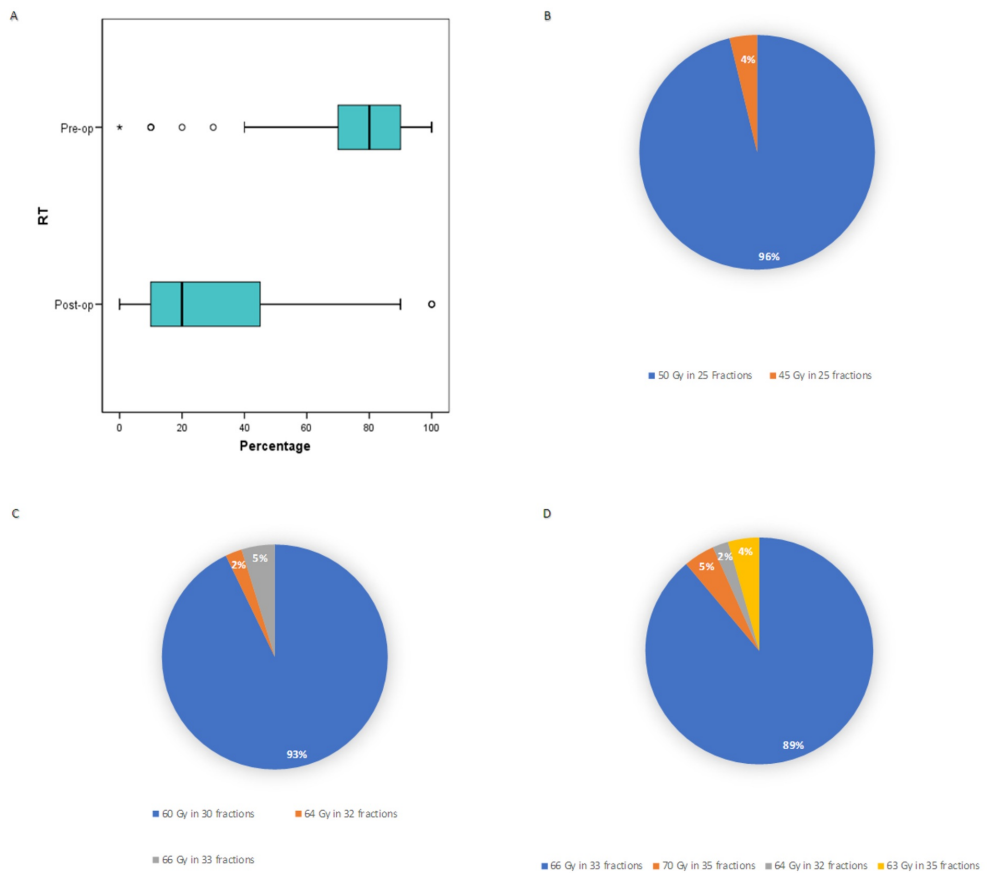 A
Pre-op
RT
Post-op
0 20 40 60 80 100
Percentage
B
4%
96%
50 Gy in 25 Fractions 45 Gy in 25 fractions
C
2% 5%
93%
60 Gy in 30 fractions 64 Gy in 32 fractions
66 Gy in 33 fractions
D
5% 2% 4%
89%
66 Gy in 33 fractions 70 Gy in 35 fractions 64 Gy in 32 fractions 63 Gy in 35 fractions